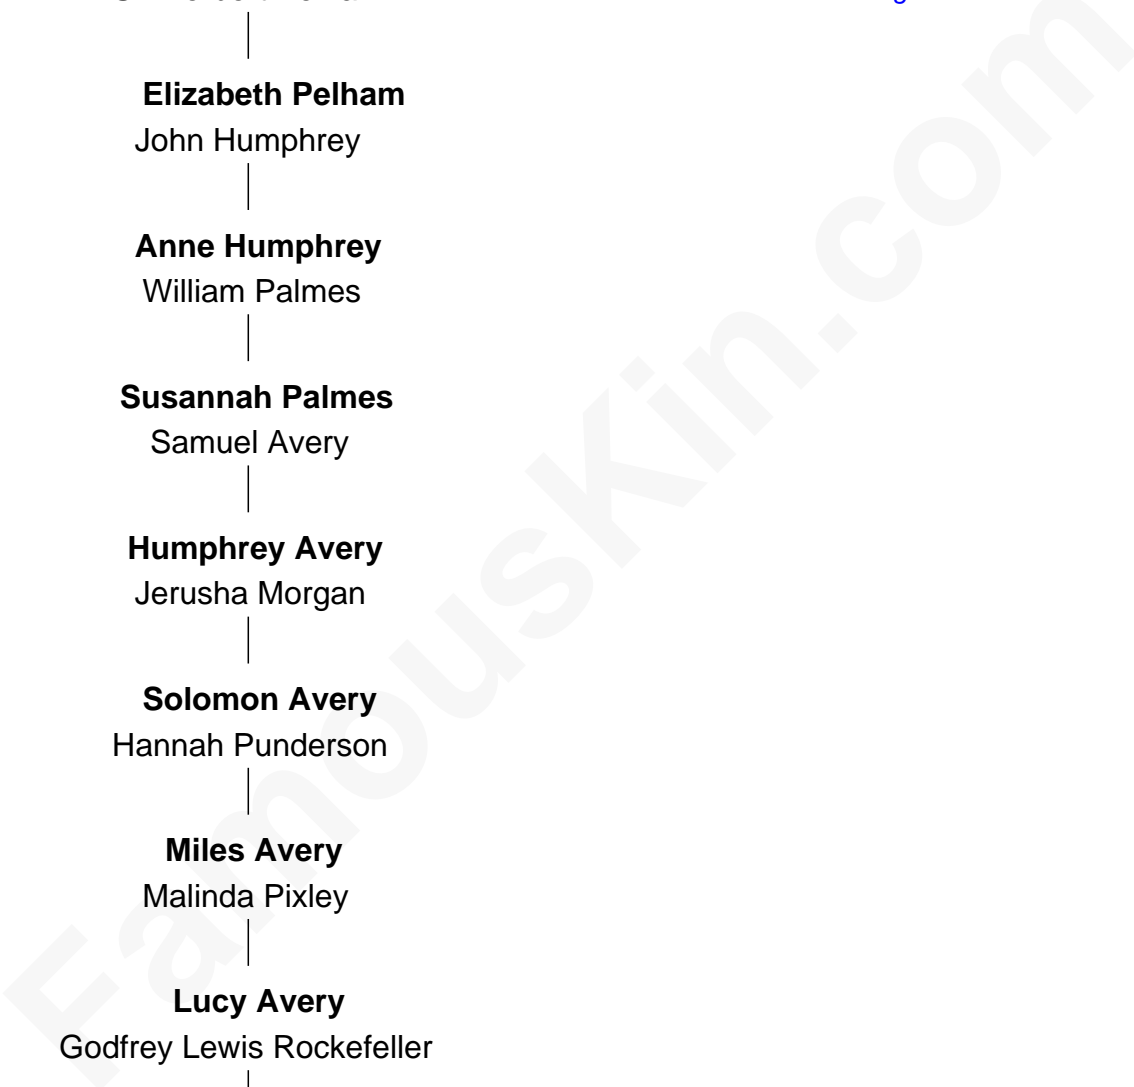 Elizabeth Pelham
John Humphrey
Anne Humphrey
William Palmes
Susannah Palmes
Samuel Avery
Humphrey Avery
Jerusha Morgan
Solomon Avery
Hannah Punderson
Miles Avery
Malinda Pixley
Lucy Avery
Godfrey Lewis Rockefeller
FamousKin.com